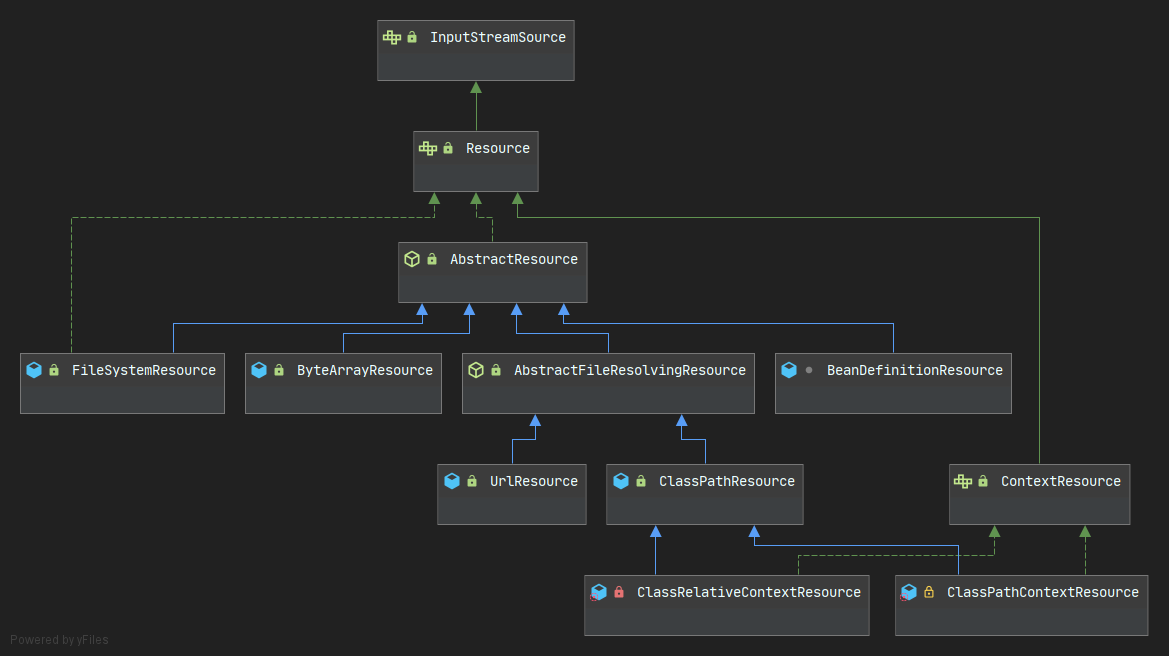 InputStreamSource
Resource
AbstractResource
FileSystemResource
ByteArrayResource
AbstractFileResolvingResource
BeanDefinitionResource
UrlResource
ClassPathResource
ContextResource
ClassRelativeContextResource
ClassPathContextResource
Powered by yFiles